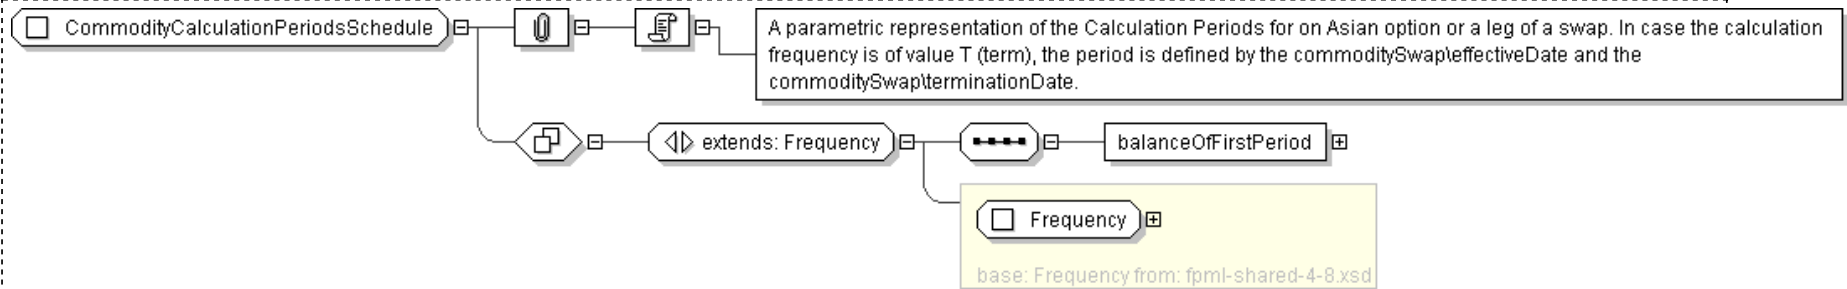 CommodityCalculationPeriodsSchedule
A parametric representation of the Calculation Periods for on Asian option or a leg of a swap. In case the calculation
frequency is of value T (term), the period is defined by the commoditySwap\effectiveDate and the
commoditySwap\terminationDate.
extends: Frequency
balanceOfFirstPeriod
Frequency
base: Frequency from: fpml-shared-4-8.xsd